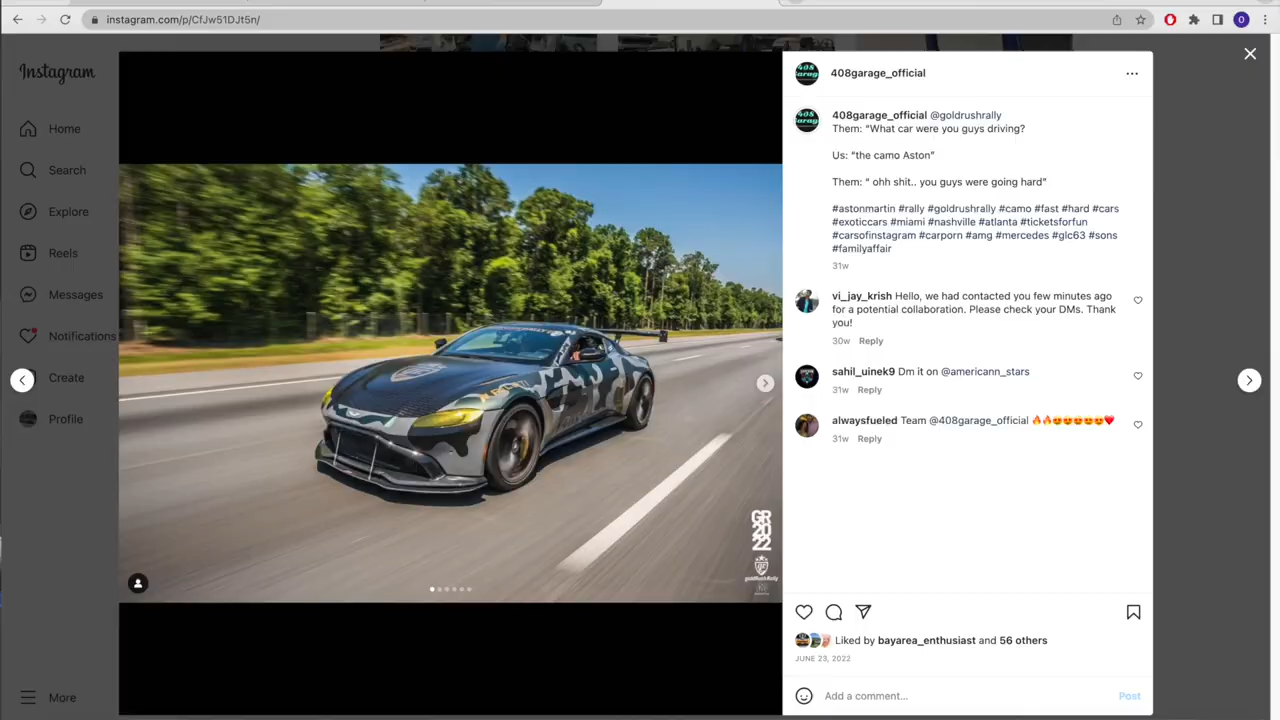 instagram.com/p/CfJw51DJt5n/
Instagram
Home
Search
Explore
Reels
Messages
Notifications
Create
Profile
More
GR
20
22
goldRushRally
408garage_official
408garage_official @goldrushrally
Them: “What car were you guys driving?
Us: “the camo Aston”
Them: “ ohh shit.. you guys were going hard”
#astonmartin #rally #goldrushrally #camo #fast #hard #cars
#exoticcars #miami #nashville #atlanta #ticketsforfun
#carsofinstagram #carporn #amg #mercedes #glc63 #sons
#familyaffair
31w
vi_jay_krish Hello, we had contacted you few minutes ago
for a potential collaboration. Please check your DMs. Thank
you!
30w Reply
sahil_uinek9 Dm it on @americann_stars
31w Reply
alwaysfueled Team @408garage_official 🔥🔥😍😍😍😍😍❤️
31w Reply
Liked by bayarea_enthusiast and 56 others
JUNE 23, 2022
Add a comment...
Post